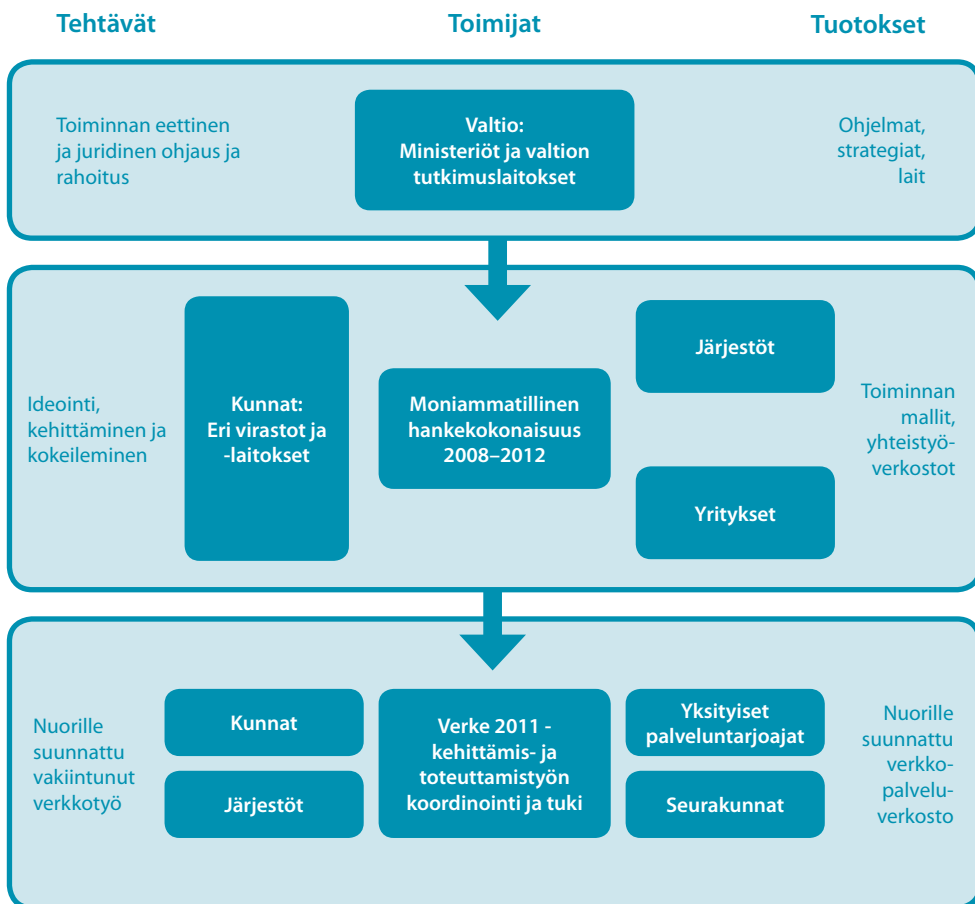 Tehtävät
Toimijat
Tuotokset
Toiminnan eettinen
ja juridinen ohjaus ja
rahoitus
Valtio:
Ministeriöt ja valtion
tutkimuslaitokset
Ohjelmat,
strategiat,
lait
Ideointi,
kehittäminen ja
kokeileminen
Kunnat:
Eri virastot ja
-laitokset
Moniammatillinen
hankekokonaisuus
2008–2012
Järjestöt
Yritykset
Toiminnan
mallit,
yhteistyö-
verkostot
Nuorille
suunnattu
vakiintunut
verkkotyö
Kunnat
Järjestöt
Verke 2011 -
kehittämis- ja
toteuttamistyön
koordinointi ja tuki
Yksityiset
palveluntarjoajat
Seurakunnat
Nuorille
suunnattu
verkko-
palvelu-
verkosto